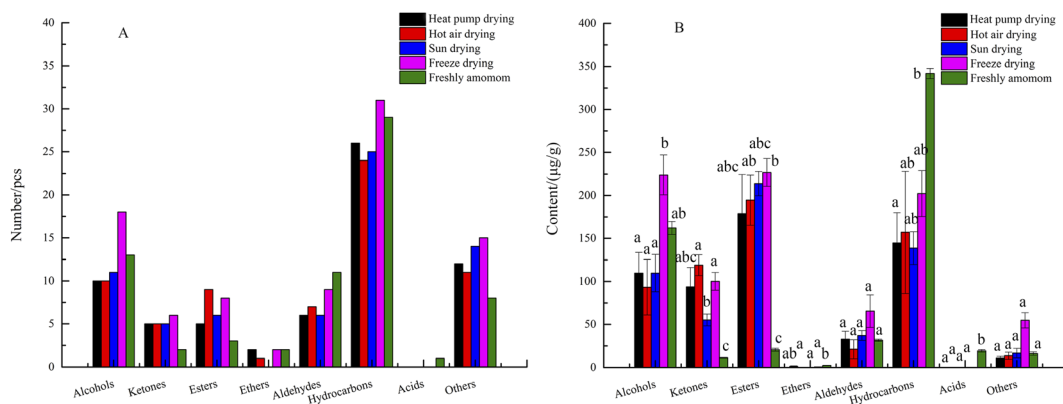 A
Heat pump drying
Hot air drying
Sun drying
Freeze drying
Freshly amomom
Number/pcs
40
35
30
25
20
15
10
5
0
Alcohols
Ketones
Esters
Ethers
Aldehydes
Hydrocarbons
Acids
Others
B
Heat pump drying
Hot air drying
Sun drying
Freeze drying
Freshly amomom
Content/(μg/g)
400
350
300
250
200
150
100
50
0
a
a
a
b
ab
abc
a
b
a
c
abc
ab
a
abc
b
c
ab
a
a
b
a
a
a
a
a
a
ab
ab
ab
b
b
a
a
a
a
b
a
a
a
a
a
Alcohols
Ketones
Esters
Ethers
Aldehydes
Hydrocarbons
Acids
Others